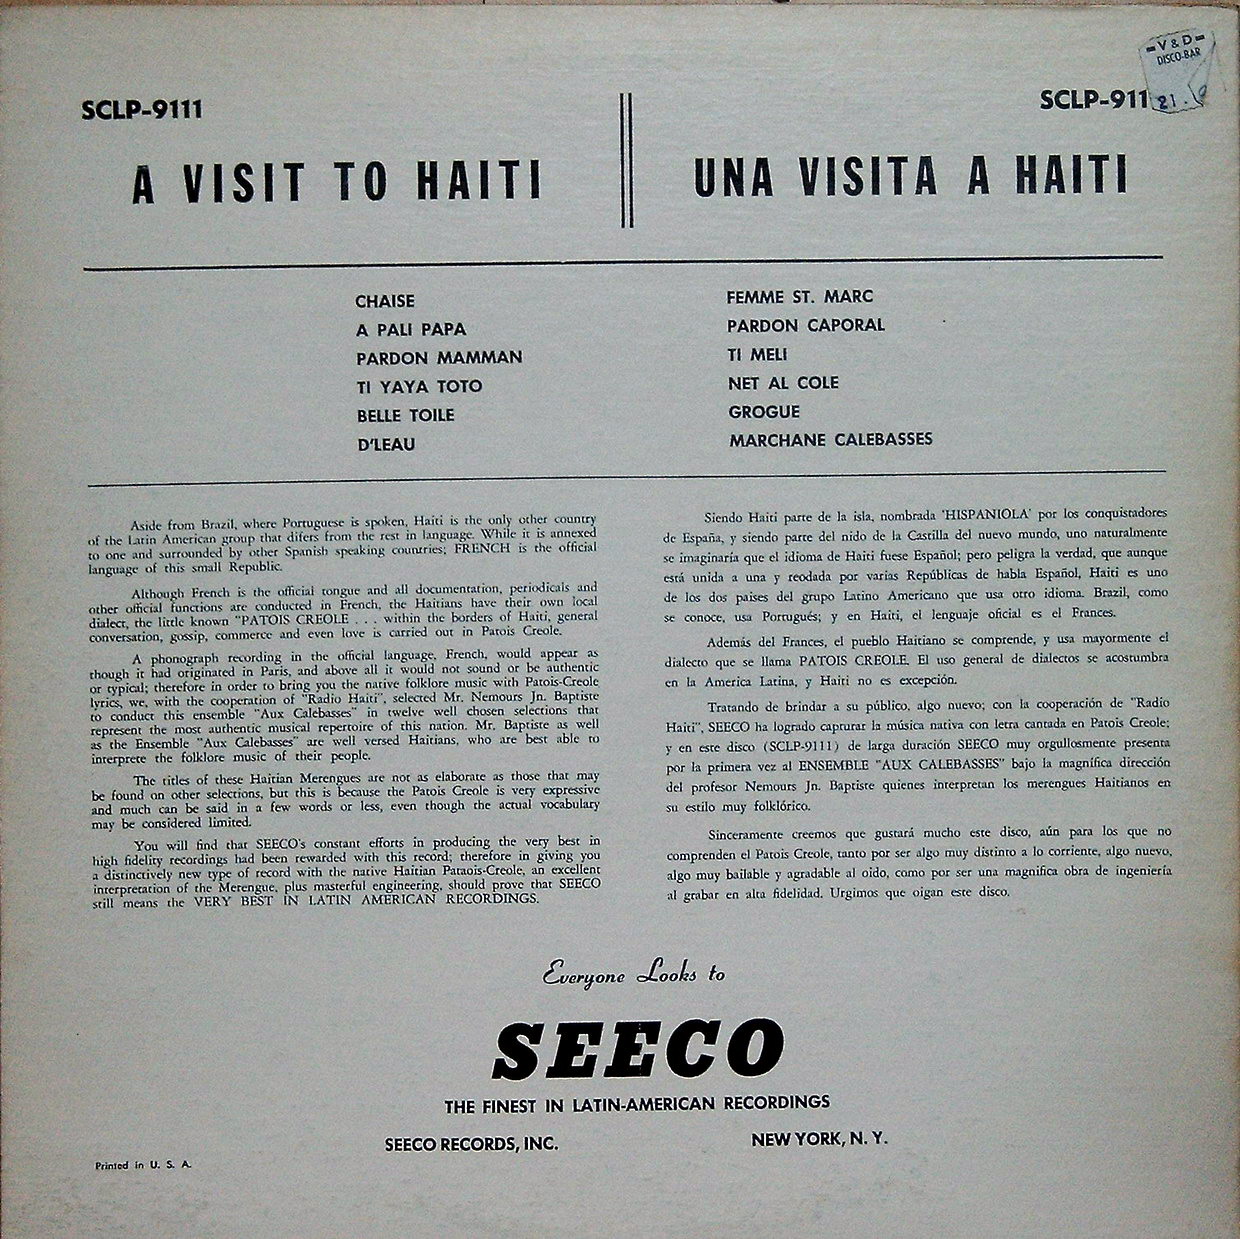 SCLP-9111
SCLP-911
V & D
DISCO-BAR
21.
A VISIT TO HAITI
UNA VISITA A HAITI
CHAISE
A PALI PAPA
PARDON MAMMAN
TI YAYA TOTO
BELLE TOILE
D'LEAU
FEMME ST. MARC
PARDON CAPORAL
TI MELI
NET AL COLE
GROGUE
MARCHANE CALEBASSES
Aside from Brazil, where Portuguese is spoken, Haiti is the only other country
of the Latin American group that difers from the rest in language. While it is annexed
to one and surrounded by other Spanish speaking countries; FRENCH is the official
language of this small Republic.
Although French is the official tongue and all documentation, periodicals and
other official functions are conducted in French, the Haitians have their own local
dialect, the little known "PATOIS CREOLE . . . within the borders of Haiti, general
conversation, gossip, commerce and even love is carried out in Patois Creole.
A phonograph recording in the official language, French, would appear as
though it had originated in Paris, and above all it would not sound or be authentic
or typical; therefore in order to bring you the native folklore music with Patois-Creole
lyrics, we, with the cooperation of "Radio Haiti", selected Mr. Nemours Jn. Baptiste
to conduct this ensemble "Aux Calebasses" in twelve well chosen selections that
represent the most authentic musical repertoire of this nation. Mr. Baptiste as well
as the Ensemble "Aux Calebasses" are well versed Haitians, who are best able to
interprete the folklore music of their people.
The titles of these Haitian Merengues are not as elaborate as those that may
be found on other selections, but this is because the Patois Creole is very expressive
and much can be said in a few words or less, even though the actual vocabulary
may be considered limited.
You will find that SEECO's constant efforts in producing the very best in
high fidelity recordings had been rewarded with this record; therefore in giving you
a distinctively new type of record with the native Haitian Pataois-Creole, an excellent
interpretation of the Merengue, plus masterful engineering, should prove that SEECO
still means the VERY BEST IN LATIN AMERICAN RECORDINGS.
Siendo Haiti parte de la isla, nombrada 'HISPANIOLA' por los conquistadores
de España, y siendo parte del nido de la Castilla del nuevo mundo, uno naturalmente
se imaginaría que el idioma de Haiti fuese Español; pero peligra la verdad, que aunque
está unida a una y reodada por varias Repúblicas de habla Español, Haiti es uno
de los dos paises del grupo Latino Americano que usa otro idioma. Brazil, como
se conoce, usa Portugués; y en Haiti, el lenguaje oficial es el Frances.
Además del Frances, el pueblo Haitiano se comprende, y usa mayormente el
dialecto que se llama PATOIS CREOLE. El uso general de dialectos se acostumbra
en la America Latina, y Haiti no es excepción.
Tratando de brindar a su público, algo nuevo; con la cooperación de "Radio
Haiti", SEECO ha logrado capturar la música nativa con letra cantada en Patois Creole;
y en este disco (SCLP-9111) de larga duración SEECO muy orgullosmente presenta
por la primera vez al ENSEMBLE "AUX CALEBASSES" bajo la magnífica dirección
del profesor Nemours Jn. Baptiste quienes interpretan los merengues Haitianos en
su estilo muy folklórico.
Sinceramente creemos que gustará mucho este disco, aún para los que no
comprenden el Patois Creole, tanto por ser algo muy distinto a lo corriente, algo nuevo,
algo muy bailable y agradable al oido, como por ser una magnifica obra de ingeniería
al grabar en alta fidelidad. Urgimos que oigan este disco.
Everyone Looks to
SEECO
THE FINEST IN LATIN-AMERICAN RECORDINGS
SEECO RECORDS, INC.
NEW YORK, N. Y.
Printed in U. S. A.